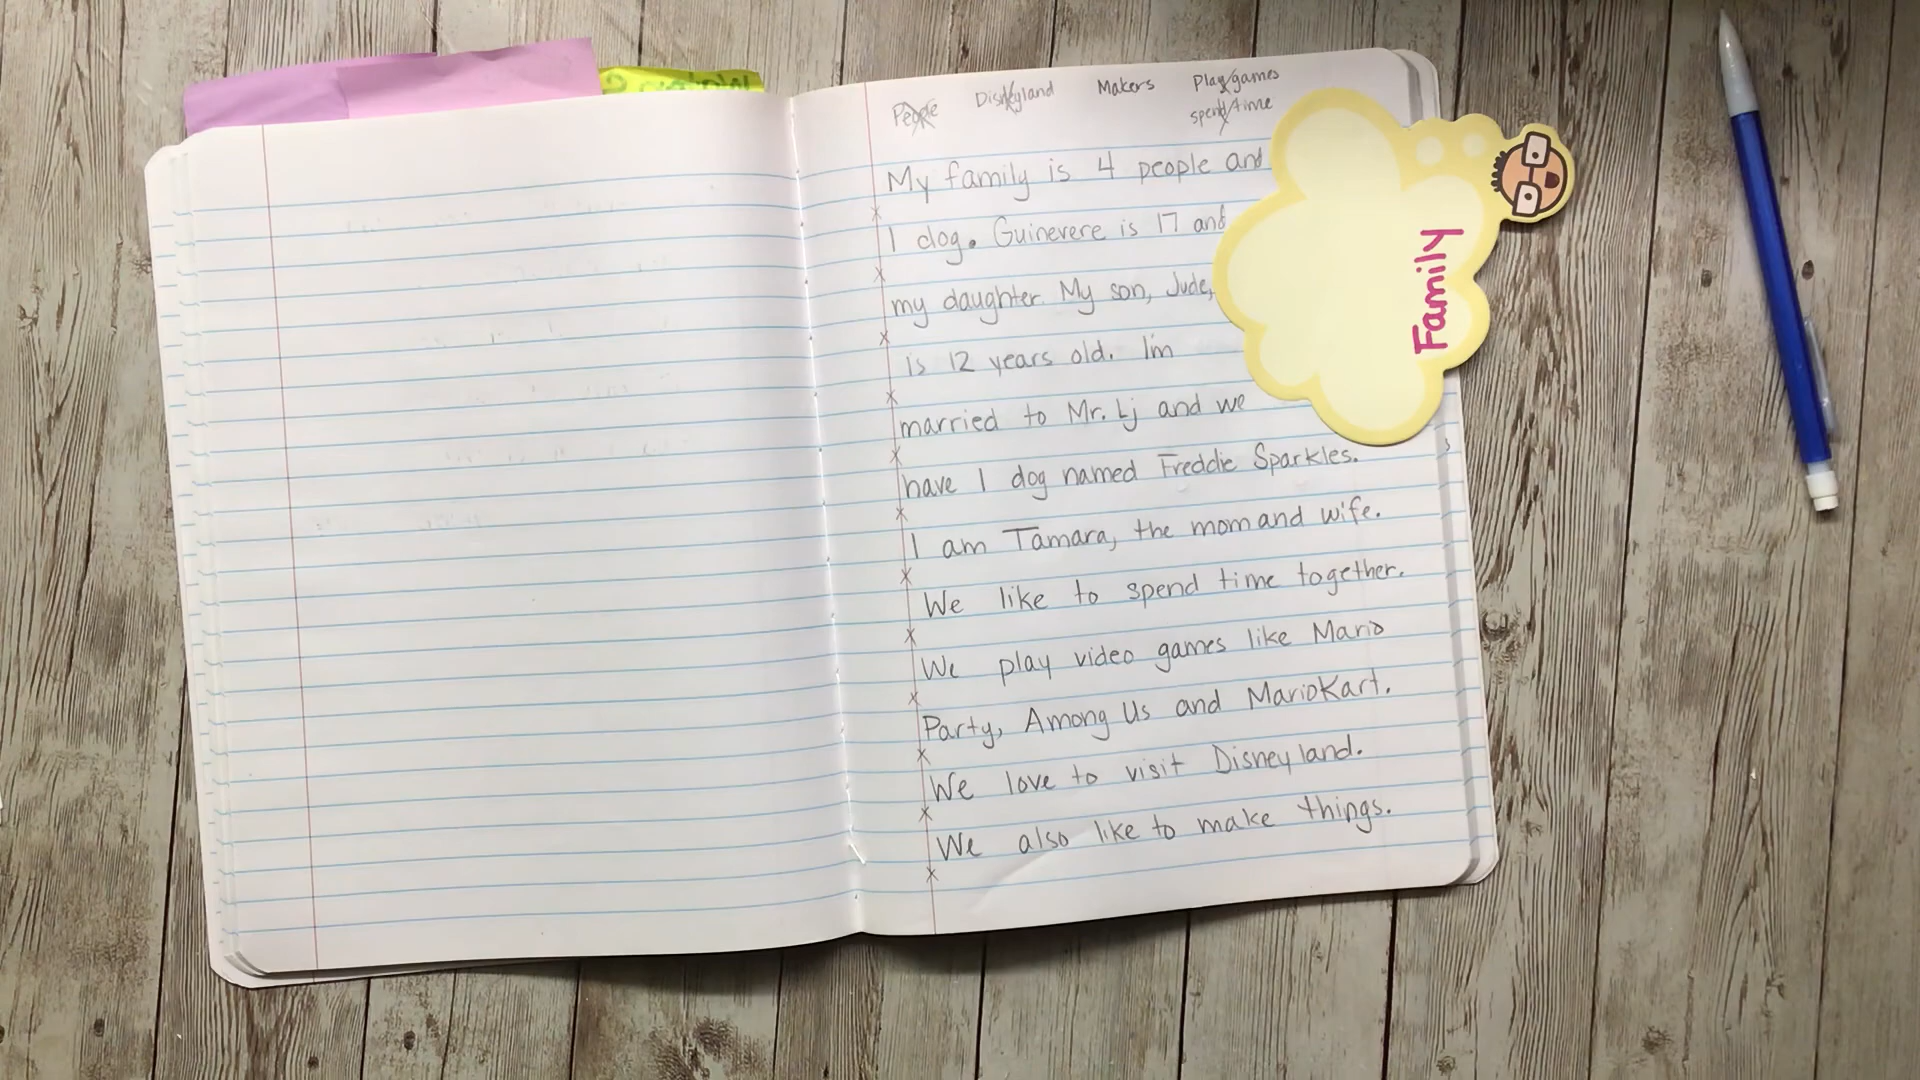 People Disneyland Makers Play games
spend time
My family is 4 people and
1 dog. Guinevere is 17 and
my daughter. My son, Jude,
is 12 years old. I'm
married to Mr. Lj and we
have 1 dog named Freddie Sparkles.
I am Tamara, the mom and wife.
We like to spend time together.
We play video games like Mario
Party, Among Us and MarioKart.
We love to visit Disneyland.
We also like to make things.
Family